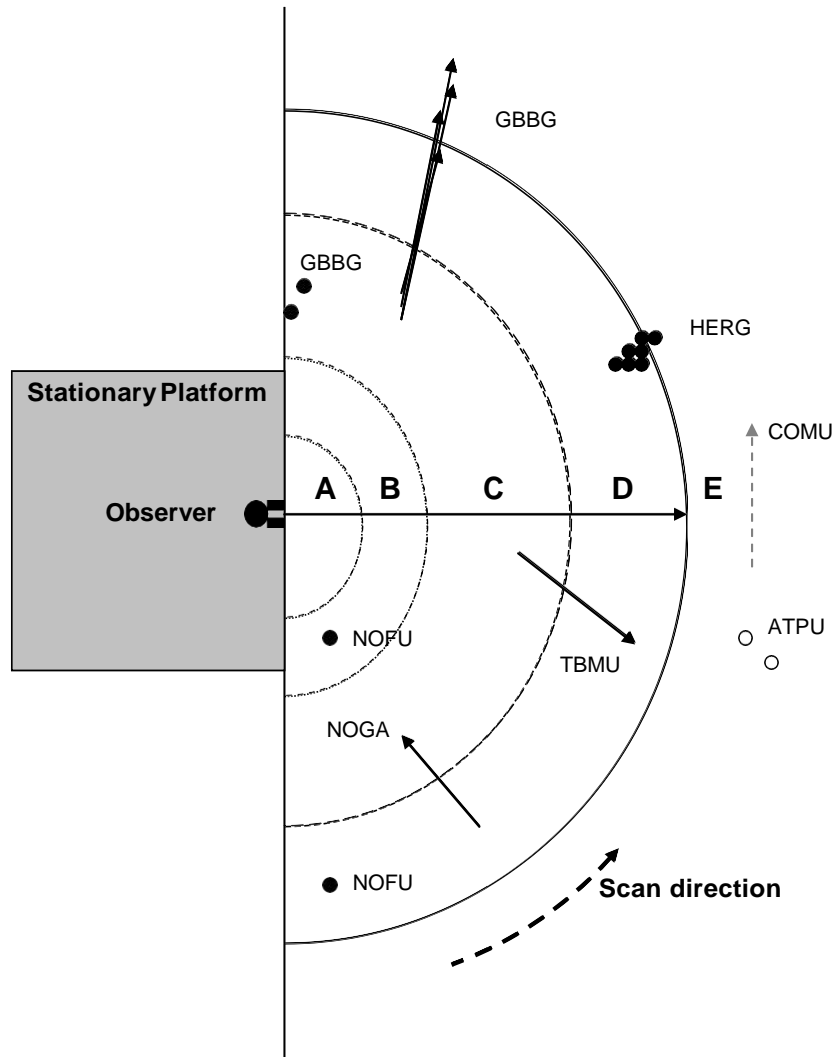 GBBG
GBBG
HERG
Stationary Platform
COMU
A B C D E
Observer
ATPU
NOFU
TBMU
NOGA
NOFU
Scan direction